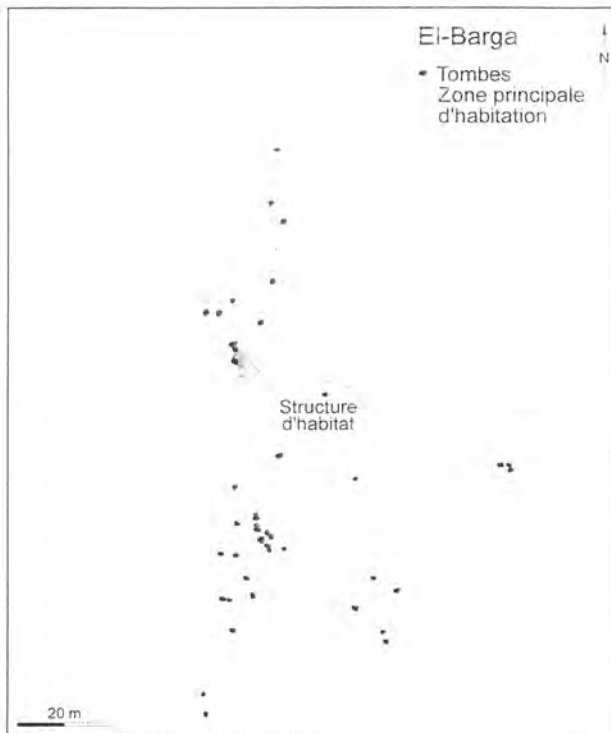 El-Barga
N
Tombes
Zone principale
d'habitation
Structure
d'habitat
20 m